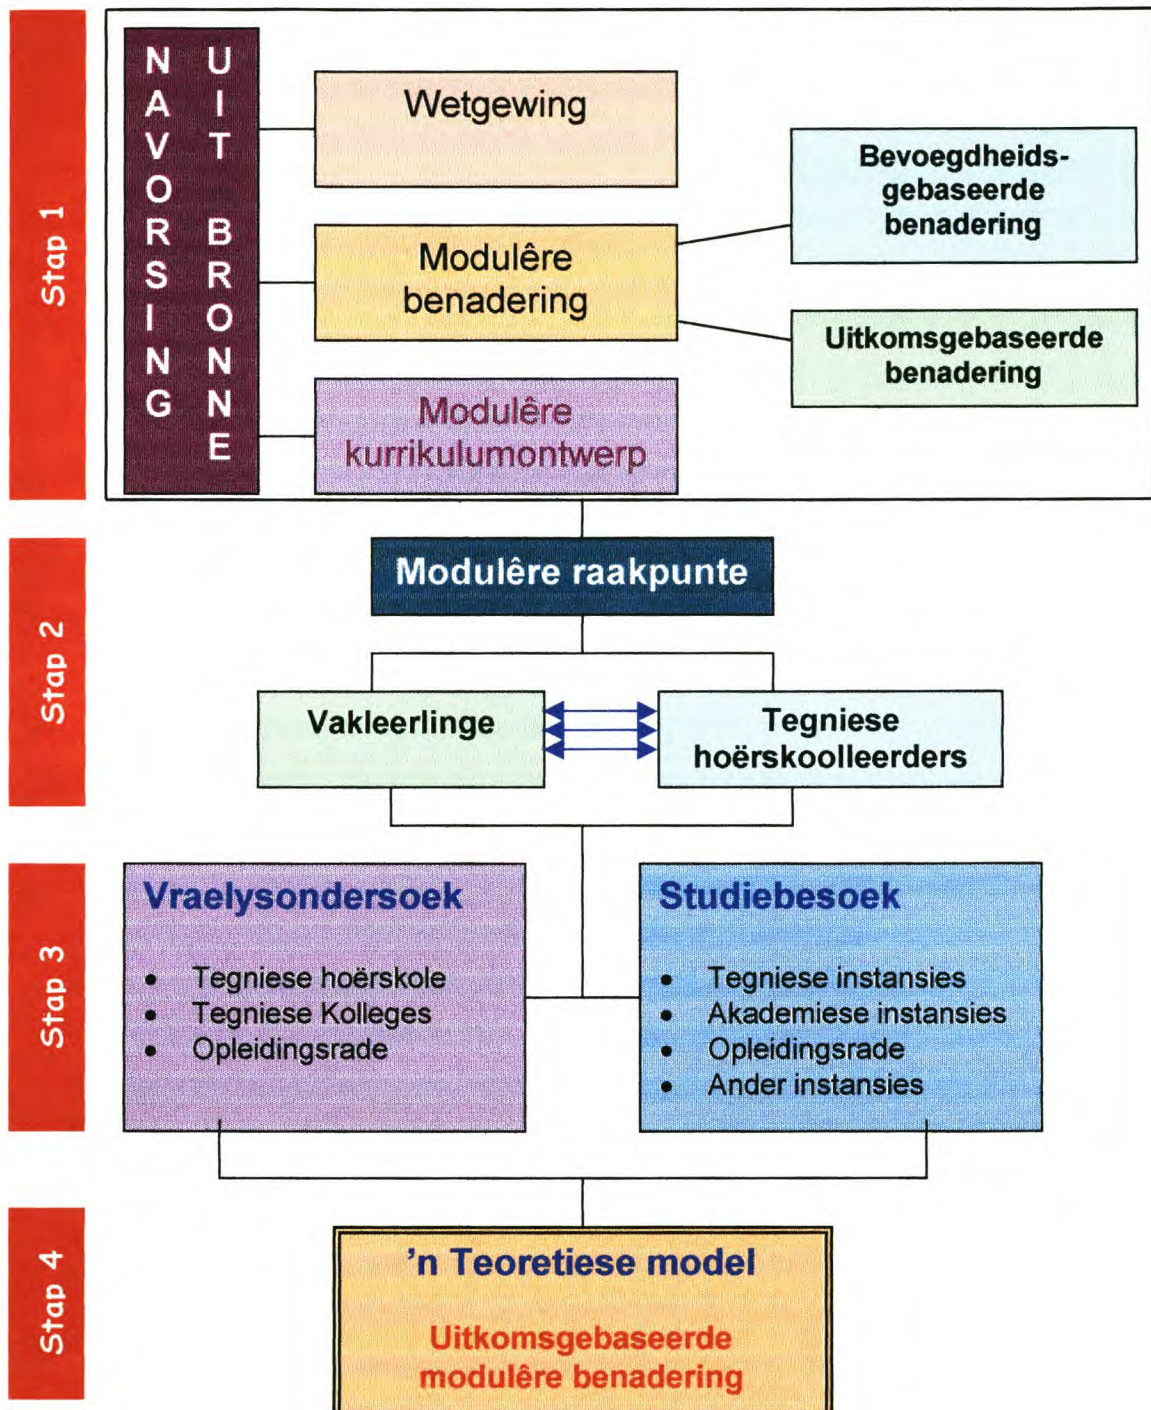 Stap 1
NAVORSING
UIT BRONNE
Wetgewing
Modulêre
benadering
Modulêre
kurrikulumontwerp
Bevoegdheids-
gebaseerde
benadering
Uitkomsgebaseerde
benadering
Stap 2
Modulêre raakpunte
Vakleerlinge
Tegniese
hoërskoolleerders
Stap 3
Vraelysondersoek
• Tegniese hoërskole
• Tegniese Kolleges
• Opleidingsrade
Studiebesoek
• Tegniese instansies
• Akademiese instansies
• Opleidingsrade
• Ander instansies
Stap 4
’n Teoretiese model
Uitkomsgebaseerde
modulêre benadering